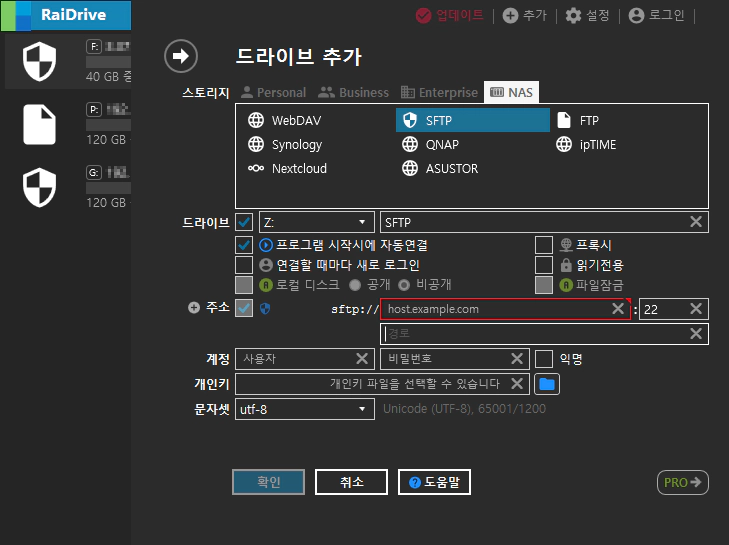 RaiDrive
업데이트 추가 설정 로그인
F:
40 GB 중
P:
120 GB
G:
120 GB
드라이브 추가
스토리지 Personal Business Enterprise NAS
WebDAV SFTP FTP
Synology QNAP ipTIME
Nextcloud ASUSTOR
드라이브 Z: SFTP
프로그램 시작시에 자동연결 프록시
연결할 때마다 새로 로그인 읽기전용
로컬 디스크 공개 비공개 파일잠금
주소 sftp:// host.example.com : 22
경로
계정 사용자 비밀번호 익명
개인키 개인키 파일을 선택할 수 있습니다
문자셋 utf-8 Unicode (UTF-8), 65001/1200
확인 취소 도움말 PRO